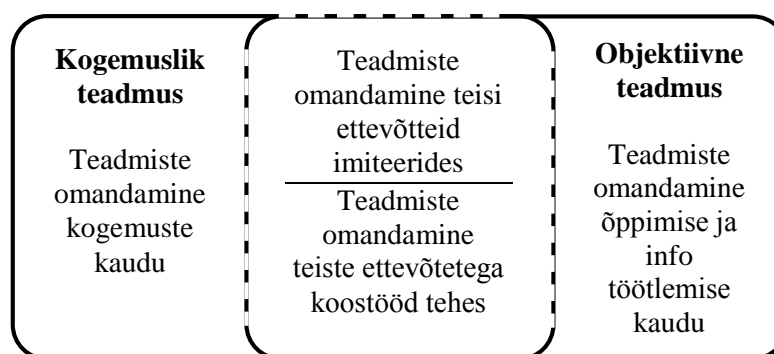 Kogemuslik
teadmus
Teadmiste
omandamine
kogemuste
kaudu
Teadmiste
omandamine teisi
ettevõtteid
imiteerides
Teadmiste
omandamine
teiste ettevõtetega
koostööd tehes
Objektiivne
teadmus
Teadmiste
omandamine
õppimise ja
info
töötlemise
kaudu